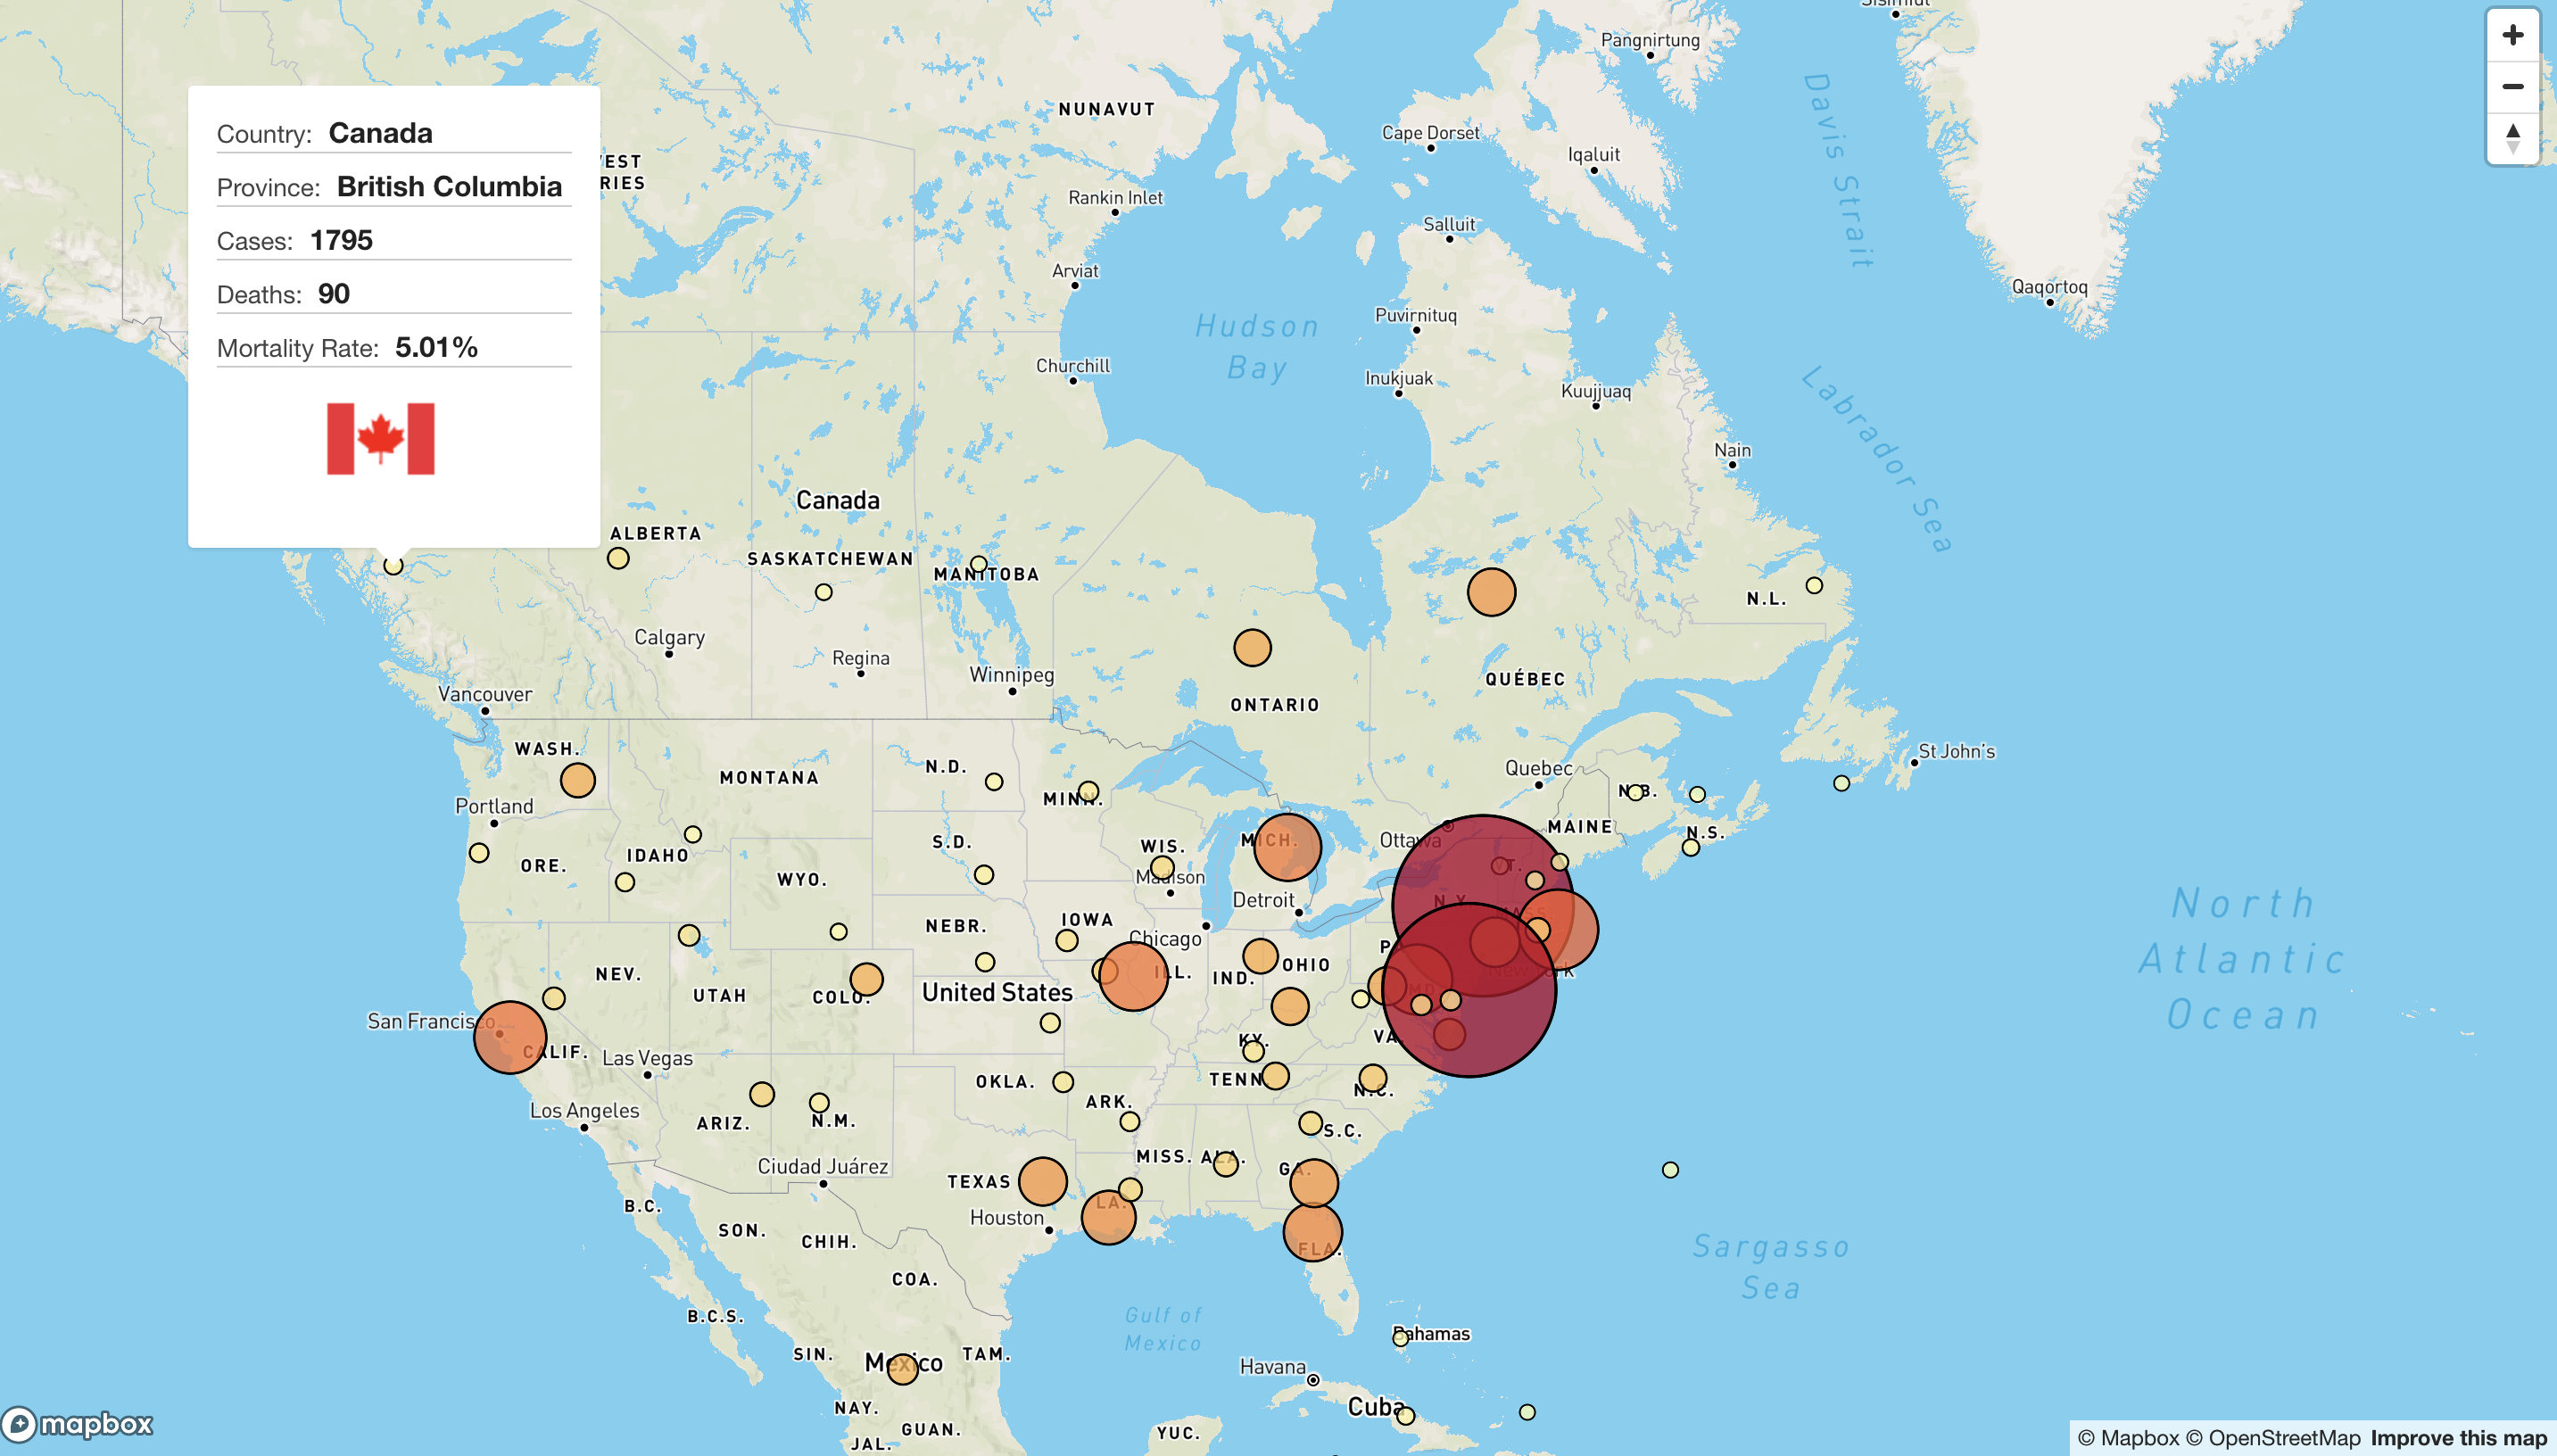 Country: Canada
Province: British Columbia
Cases: 1795
Deaths: 90
Mortality Rate: 5.01%
Pangnirtung
NUNAVUT
Cape Dorset
Iqaluit
Davis Strait
Rankin Inlet
Salluit
Arviat
Qaqortoq
Puvirnituq
Hudson
Bay
Churchill
Inukjuak
Kuujjuaq
Labrador Sea
Nain
Canada
ALBERTA
SASKATCHEWAN
MANITOBA
N.L.
Calgary
Regina
Winnipeg
QUÉBEC
Vancouver
ONTARIO
WASH.
MONTANA
N.D.
MINN.
Quebec
N.B.
St John's
Portland
ORE.
IDAHO
WYO.
S.D.
WIS.
Madison
MICH.
Detroit
Ottawa
VT.
MAINE
N.S.
N.Y.
MASS.
NEBR.
IOWA
Chicago
NEV.
UTAH
COLO.
United States
ILL.
IND.
OHIO
New York
MD.
San Francisco
CALIF.
Las Vegas
KY.
VA.
North
Atlantic
Ocean
Los Angeles
ARIZ.
N.M.
OKLA.
ARK.
TENN.
N.C.
S.C.
Ciudad Juárez
TEXAS
MISS.
ALA.
GA.
Houston
LA.
FLA.
B.C.
SON.
CHIH.
COA.
Sargasso
Sea
B.C.S.
SIN.
Mexico
TAM.
Gulf of
Mexico
Bahamas
Havana
Cuba
NAY.
GUAN.
JAL.
YUC.
mapbox
© Mapbox © OpenStreetMap Improve this map